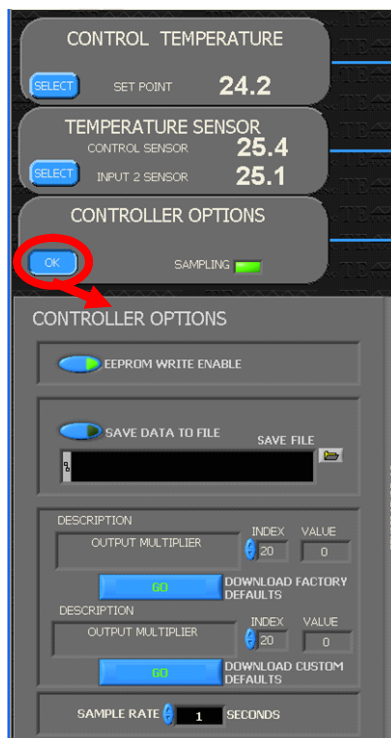 CONTROL TEMPERATURE
SELECT SET POINT 24.2
TEMPERATURE SENSOR
CONTROL SENSOR 25.4
SELECT INPUT 2 SENSOR 25.1
CONTROLLER OPTIONS
OK SAMPLING
CONTROLLER OPTIONS
EEPROM WRITE ENABLE
SAVE DATA TO FILE SAVE FILE
DESCRIPTION INDEX VALUE
OUTPUT MULTIPLIER 20 0
GO DOWNLOAD FACTORY
DEFAULTS
DESCRIPTION INDEX VALUE
OUTPUT MULTIPLIER 20 0
GO DOWNLOAD CUSTOM
DEFAULTS
SAMPLE RATE 1 SECONDS